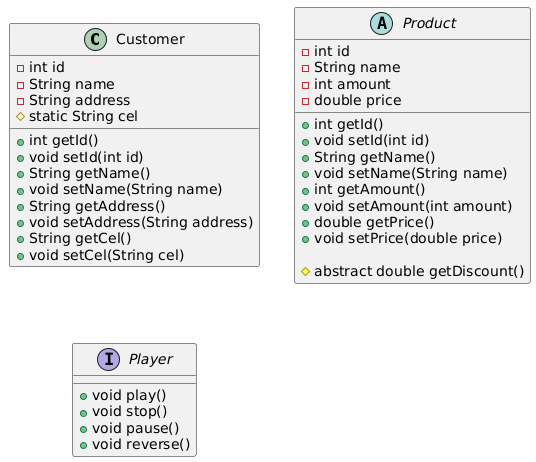 C Customer
int id
String name
String address
static String cel
int getId()
void setId(int id)
String getName()
void setName(String name)
String getAddress()
void setAddress(String address)
String getCel()
void setCel(String cel)
A Product
int id
String name
int amount
double price
int getId()
void setId(int id)
String getName()
void setName(String name)
int getAmount()
void setAmount(int amount)
double getPrice()
void setPrice(double price)
abstract double getDiscount()
I Player
void play()
void stop()
void pause()
void reverse()